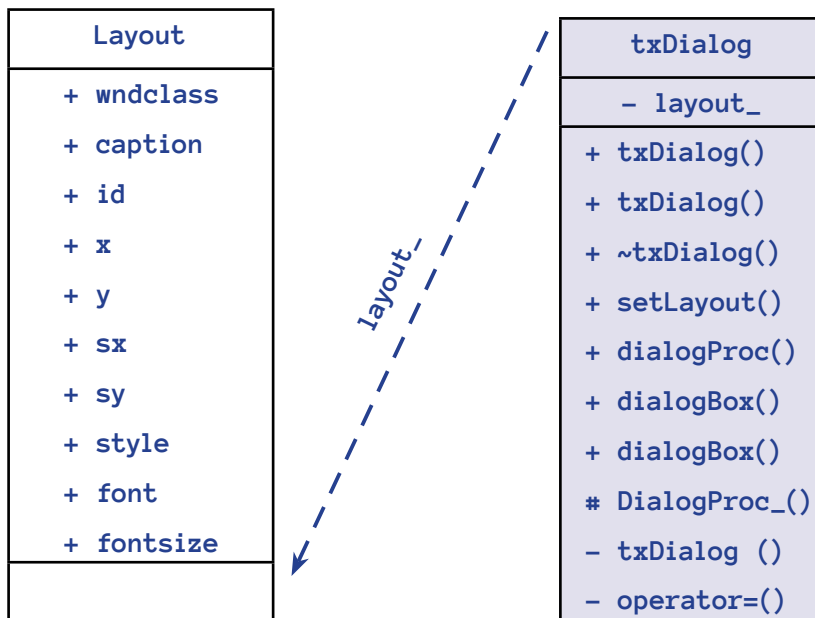 Layout
+ wndclass
+ caption
+ id
+ x
+ y
+ sx
+ sy
+ style
+ font
+ fontsize
layout_
txDialog
- layout_
+ txDialog()
+ txDialog()
+ ~txDialog()
+ setLayout()
+ dialogProc()
+ dialogBox()
+ dialogBox()
# DialogProc_()
- txDialog ()
- operator=()